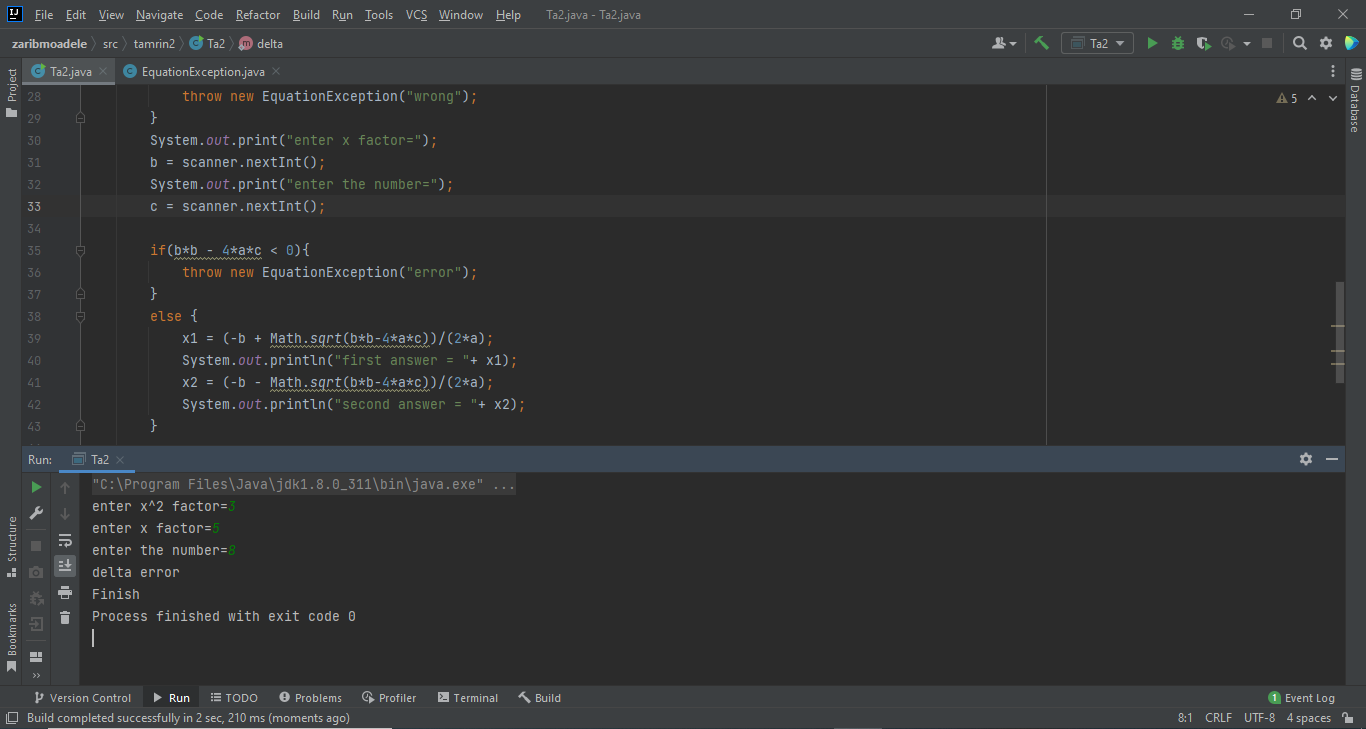 File Edit View Navigate Code Refactor Build Run Tools VCS Window Help Ta2.java - Ta2.java
zaribmoadele src tamrin2 Ta2 delta Ta2
Project
Ta2.java EquationException.java
28 throw new EquationException("wrong");
5
29 }
30 System.out.print("enter x factor=");
31 b = scanner.nextInt();
32 System.out.print("enter the number=");
33 c = scanner.nextInt();
34
35 if(b*b - 4*a*c < 0){
36 throw new EquationException("error");
37 }
38 else {
39 x1 = (-b + Math.sqrt(b*b-4*a*c))/(2*a);
40 System.out.println("first answer = "+ x1);
41 x2 = (-b - Math.sqrt(b*b-4*a*c))/(2*a);
42 System.out.println("second answer = "+ x2);
43 }
Database
Run: Ta2
"C:\Program Files\Java\jdk1.8.0_311\bin\java.exe" ...
enter x^2 factor=3
enter x factor=5
enter the number=8
delta error
Finish
Process finished with exit code 0
Structure
Bookmarks
Version Control Run TODO Problems Profiler Terminal Build 1 Event Log
Build completed successfully in 2 sec, 210 ms (moments ago) 8:1 CRLF UTF-8 4 spaces